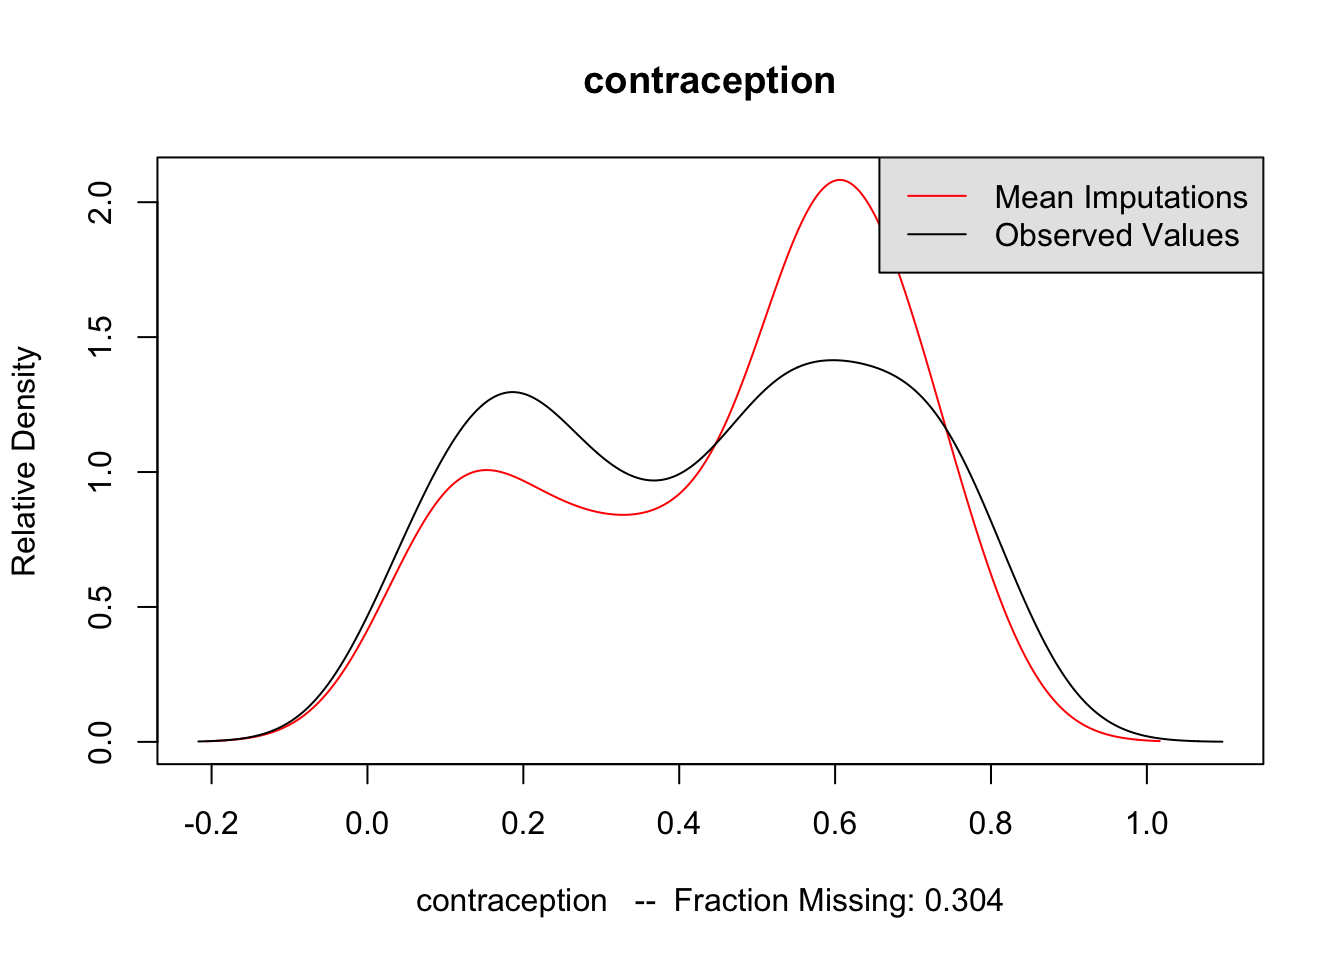 contraception
Mean Imputations
Observed Values
Relative Density
2.0
1.5
1.0
0.5
0.0
-0.2 0.0 0.2 0.4 0.6 0.8 1.0
contraception -- Fraction Missing: 0.304